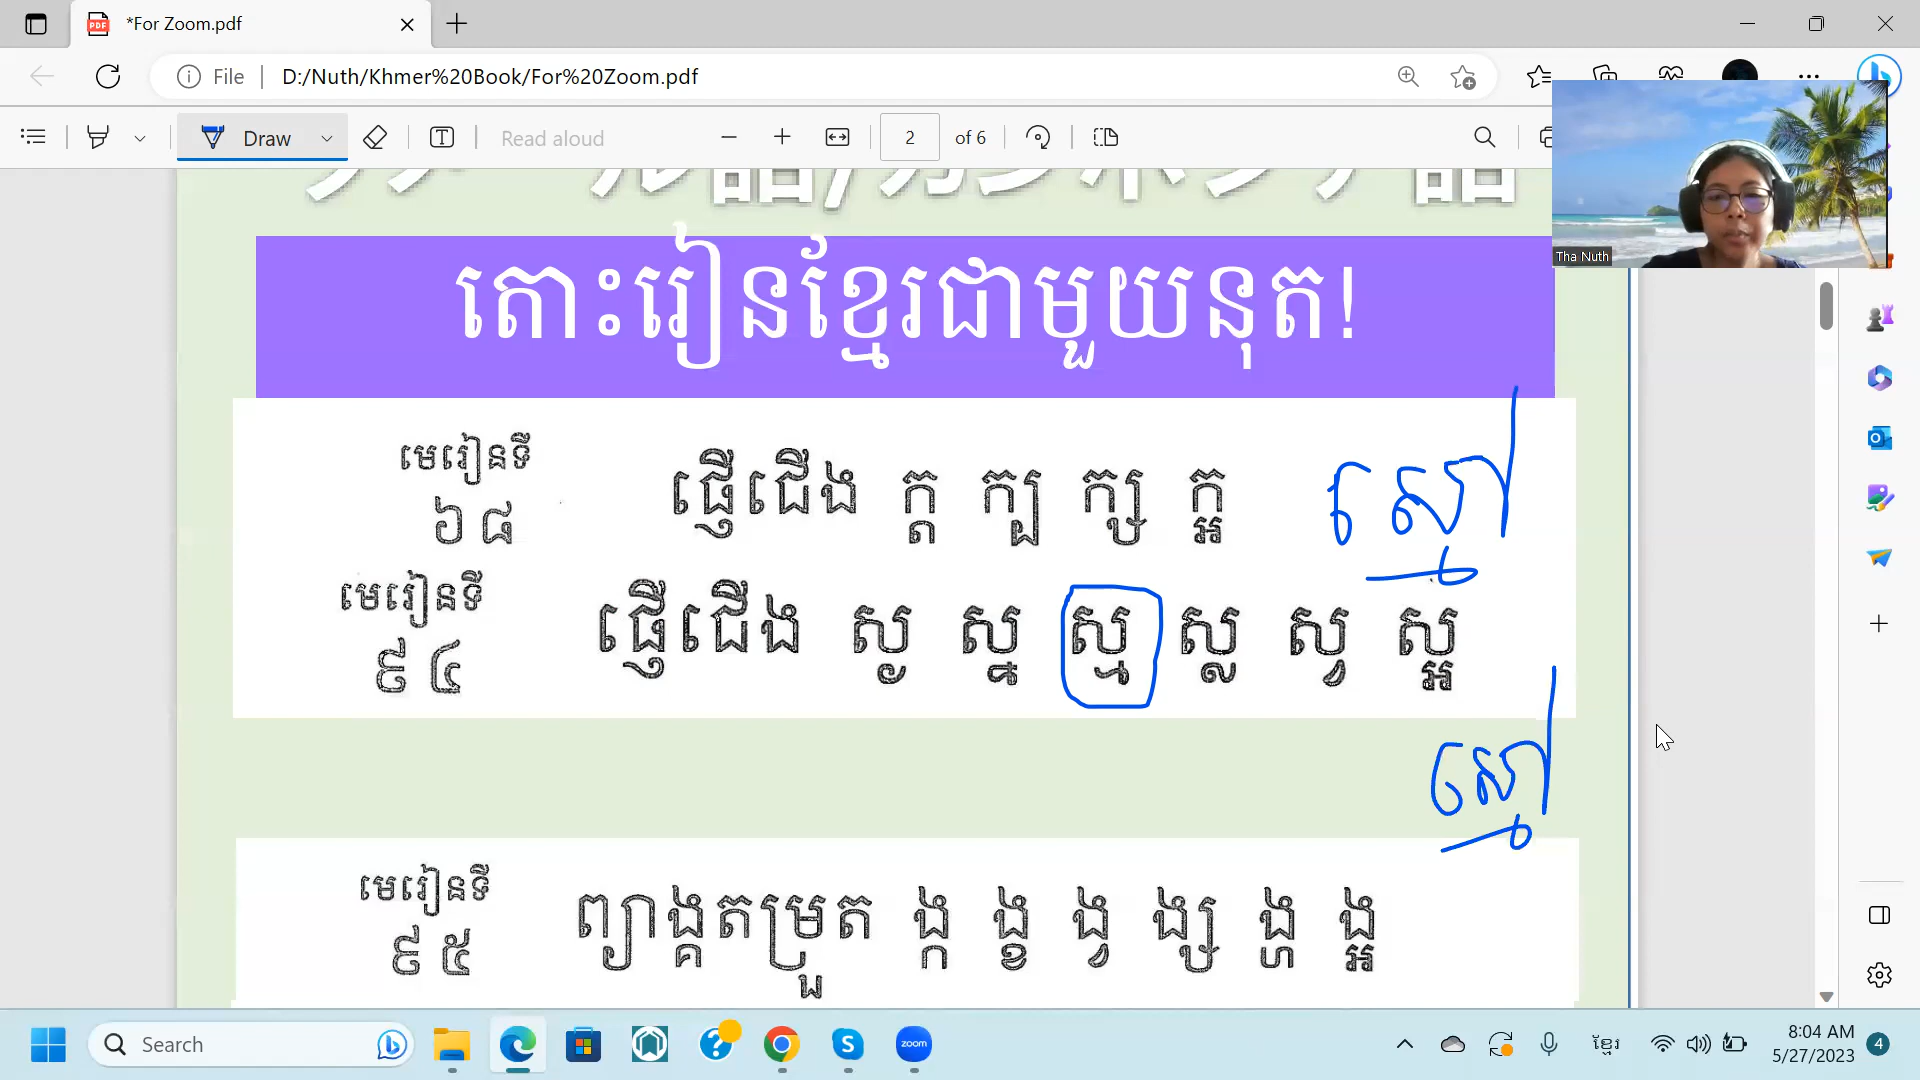 *For Zoom.pdf
File
D:/Nuth/Khmer%20Book/For%20Zoom.pdf
Draw
Read aloud
2 of 6
Tha Nuth
តោះរៀនខ្មែរជាមួយនុត!
មេរៀនទី ៦៨
ផ្ញើជើង ក្ត ក្ប ក្ស ក្អ
ស្មៅ
មេរៀនទី ៩៤
ផ្ញើជើង ស្ង ស្ន ស្ម ស្ល ស្វ ស្អ
ស្មៅ
មេរៀនទី ៩៥
ព្យាង្គតម្រួត ង្ក ង្ខ ង្វ ង្ស ង្ហ ង្អ
Search
zoom
ខ្មែរ
8:04 AM
5/27/2023
4